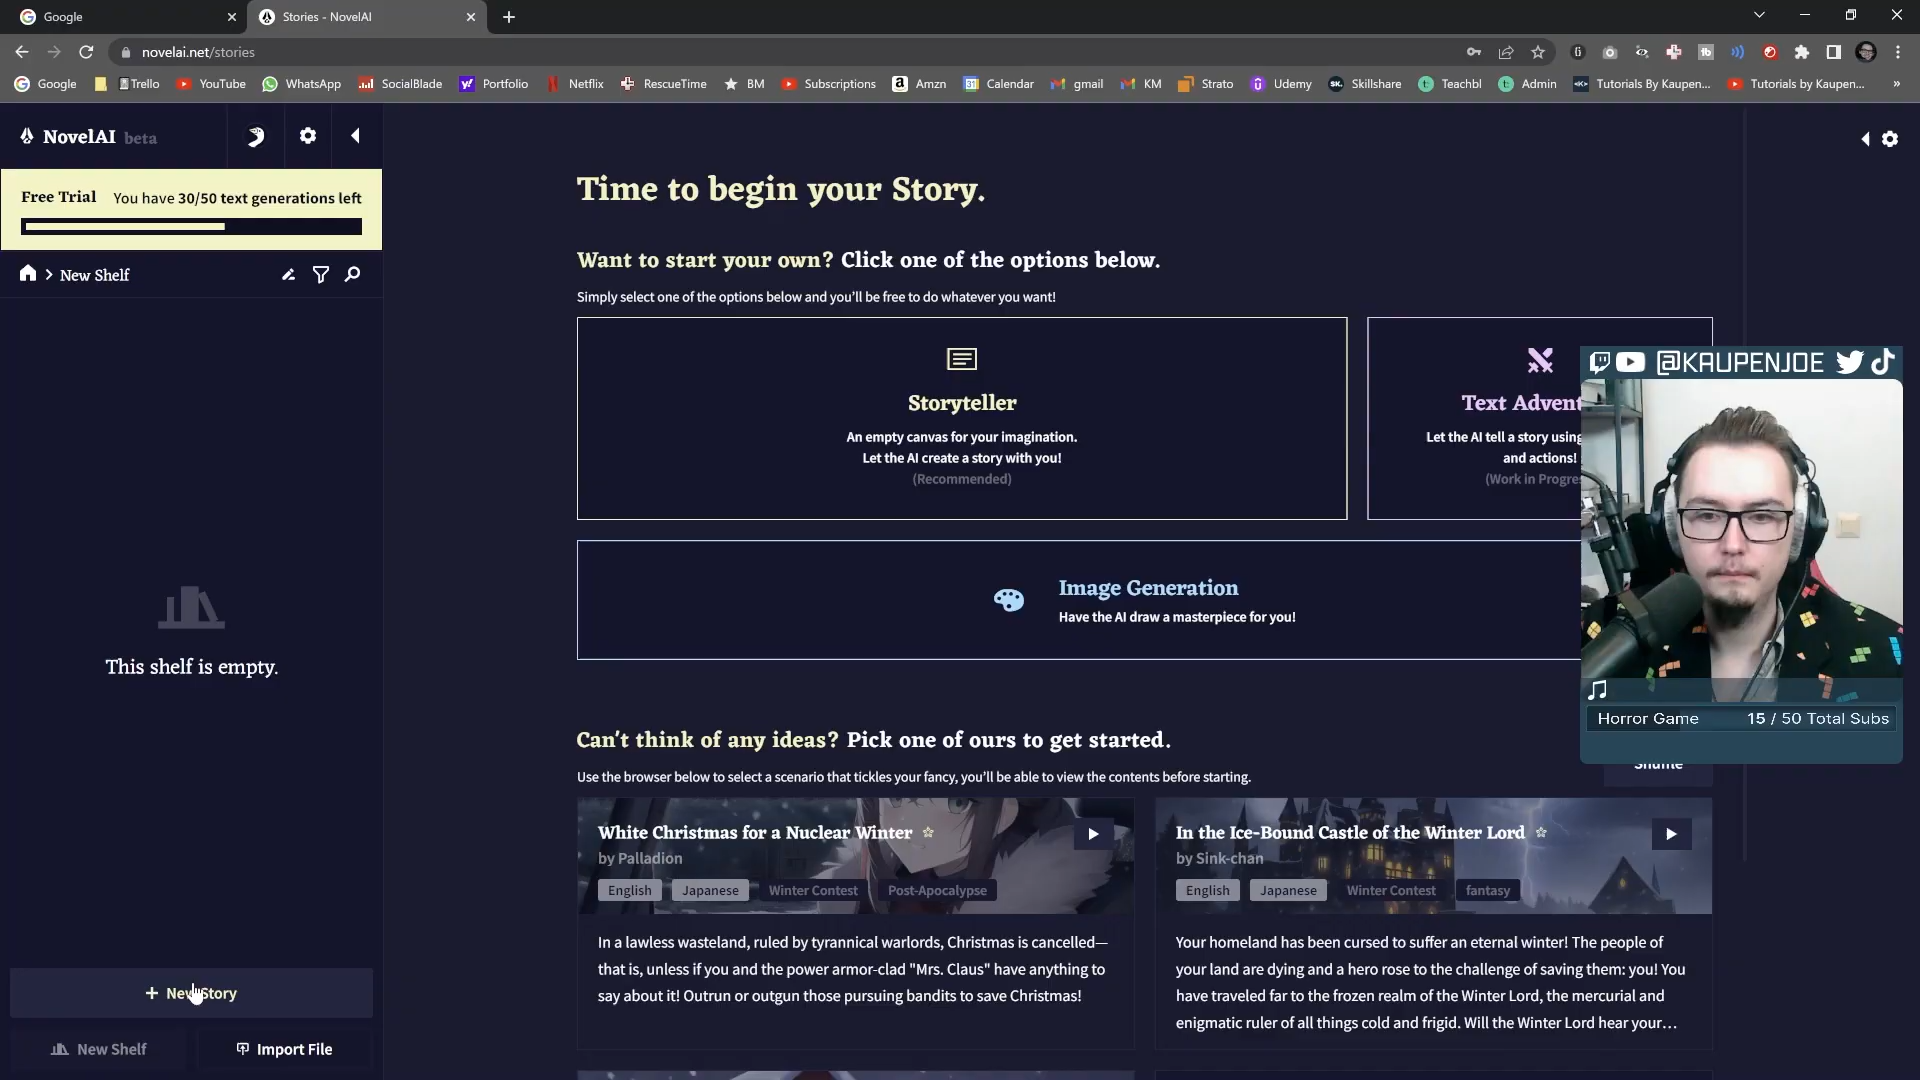 Google
Stories - NovelAI
novelai.net/stories
Google
Trello
YouTube
WhatsApp
SocialBlade
Portfolio
Netflix
RescueTime
BM
Subscriptions
Amzn
Calendar
gmail
KM
Strato
Udemy
Skillshare
Teachbl
Admin
Tutorials By Kaupen...
Tutorials by Kaupen...
NovelAI beta
Free Trial You have 30/50 text generations left
New Shelf
This shelf is empty.
+ New Story
New Shelf
Import File
Time to begin your Story.
Want to start your own? Click one of the options below.
Simply select one of the options below and you'll be free to do whatever you want!
Storyteller
An empty canvas for your imagination.
Let the AI create a story with you!
(Recommended)
Text Advent
Let the AI tell a story using
and actions!
(Work in Progres
Image Generation
Have the AI draw a masterpiece for you!
Can't think of any ideas? Pick one of ours to get started.
Use the browser below to select a scenario that tickles your fancy, you'll be able to view the contents before starting.
Shuffle
White Christmas for a Nuclear Winter
by Palladion
English Japanese Winter Contest Post-Apocalypse
In a lawless wasteland, ruled by tyrannical warlords, Christmas is cancelled—
that is, unless if you and the power armor-clad "Mrs. Claus" have anything to
say about it! Outrun or outgun those pursuing bandits to save Christmas!
In the Ice-Bound Castle of the Winter Lord
by Sink-chan
English Japanese Winter Contest fantasy
Your homeland has been cursed to suffer an eternal winter! The people of
your land are dying and a hero rose to the challenge of saving them: you! You
have traveled far to the frozen realm of the Winter Lord, the mercurial and
enigmatic ruler of all things cold and frigid. Will the Winter Lord hear your...
@KAUPENJOE
Horror Game 15 / 50 Total Subs